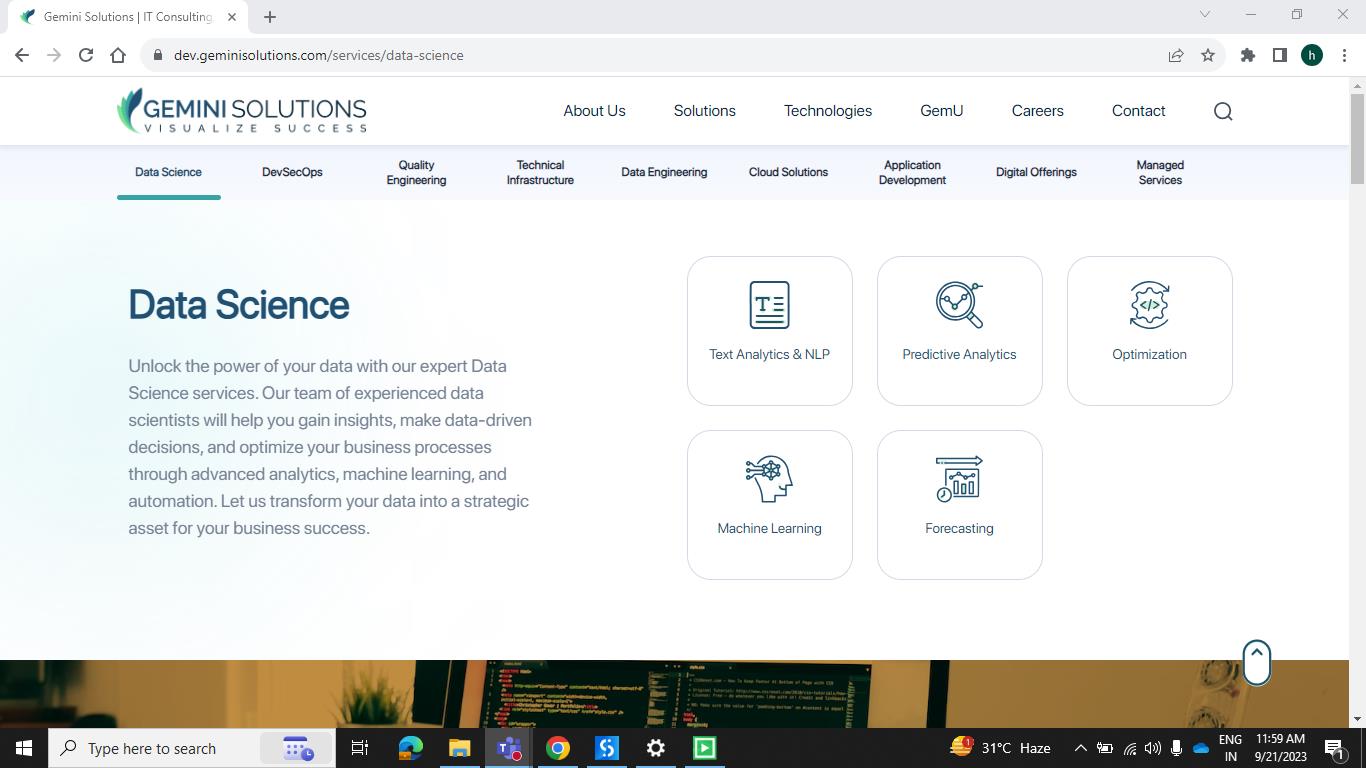 Gemini Solutions | IT Consulting
dev.geminisolutions.com/services/data-science
h
GEMINI SOLUTIONS
VISUALIZE SUCCESS
About Us
Solutions
Technologies
GemU
Careers
Contact
Data Science
DevSecOps
Quality
Engineering
Technical
Infrastructure
Data Engineering
Cloud Solutions
Application
Development
Digital Offerings
Managed
Services
Data Science
Unlock the power of your data with our expert Data
Science services. Our team of experienced data
scientists will help you gain insights, make data-driven
decisions, and optimize your business processes
through advanced analytics, machine learning, and
automation. Let us transform your data into a strategic
asset for your business success.
T
Text Analytics & NLP
Predictive Analytics
</>
Optimization
Machine Learning
Forecasting
Type here to search
1
31°C Haze
ENG
IN
11:59 AM
9/21/2023
1